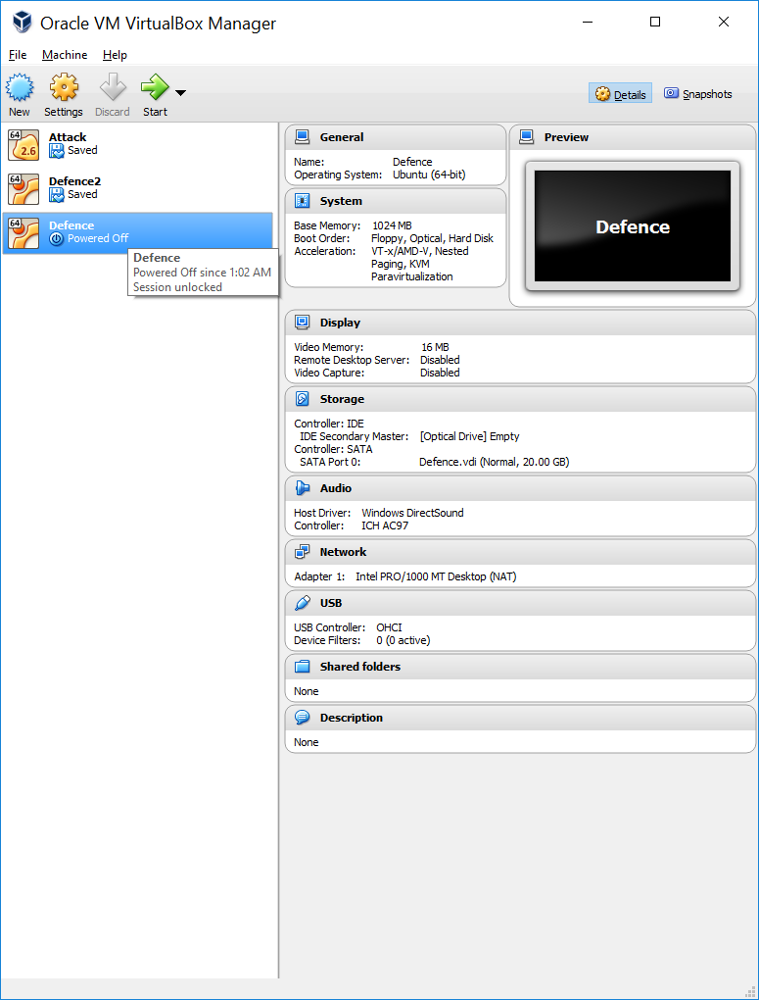 Oracle VM VirtualBox Manager
File Machine Help
New Settings Discard Start
Details Snapshots
64
2.6
Attack
Saved
64
Defence2
Saved
64
Defence
Powered Off
Defence
Powered Off since 1:02 AM
Session unlocked
General
Name: Defence
Operating System: Ubuntu (64-bit)
System
Base Memory: 1024 MB
Boot Order: Floppy, Optical, Hard Disk
Acceleration: VT-x/AMD-V, Nested
Paging, KVM
Paravirtualization
Preview
Defence
Display
Video Memory: 16 MB
Remote Desktop Server: Disabled
Video Capture: Disabled
Storage
Controller: IDE
IDE Secondary Master: [Optical Drive] Empty
Controller: SATA
SATA Port 0: Defence.vdi (Normal, 20.00 GB)
Audio
Host Driver: Windows DirectSound
Controller: ICH AC97
Network
Adapter 1: Intel PRO/1000 MT Desktop (NAT)
USB
USB Controller: OHCI
Device Filters: 0 (0 active)
Shared folders
None
Description
None